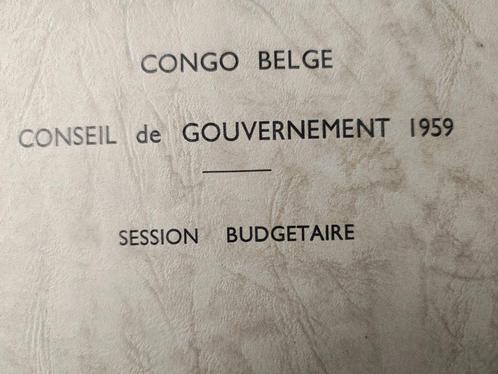 CONGO BELGE
CONSEIL de GOUVERNEMENT 1959
SESSION BUDGETAIRE